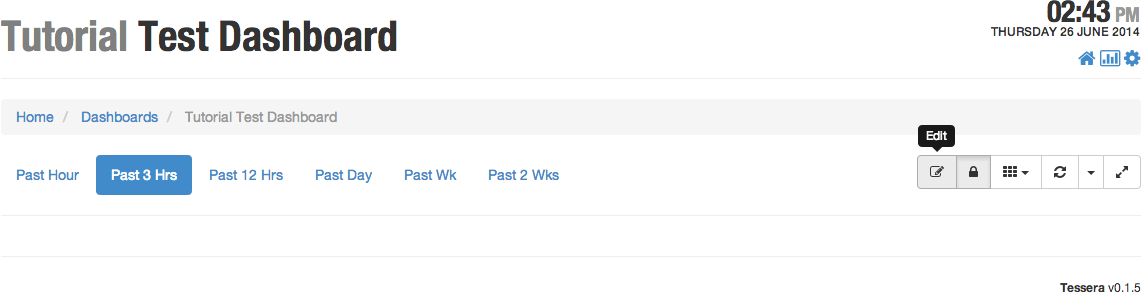 Tutorial Test Dashboard
02:43 PM
THURSDAY 26 JUNE 2014
Home / Dashboards / Tutorial Test Dashboard
Edit
Past Hour Past 3 Hrs Past 12 Hrs Past Day Past Wk Past 2 Wks
Tessera v0.1.5